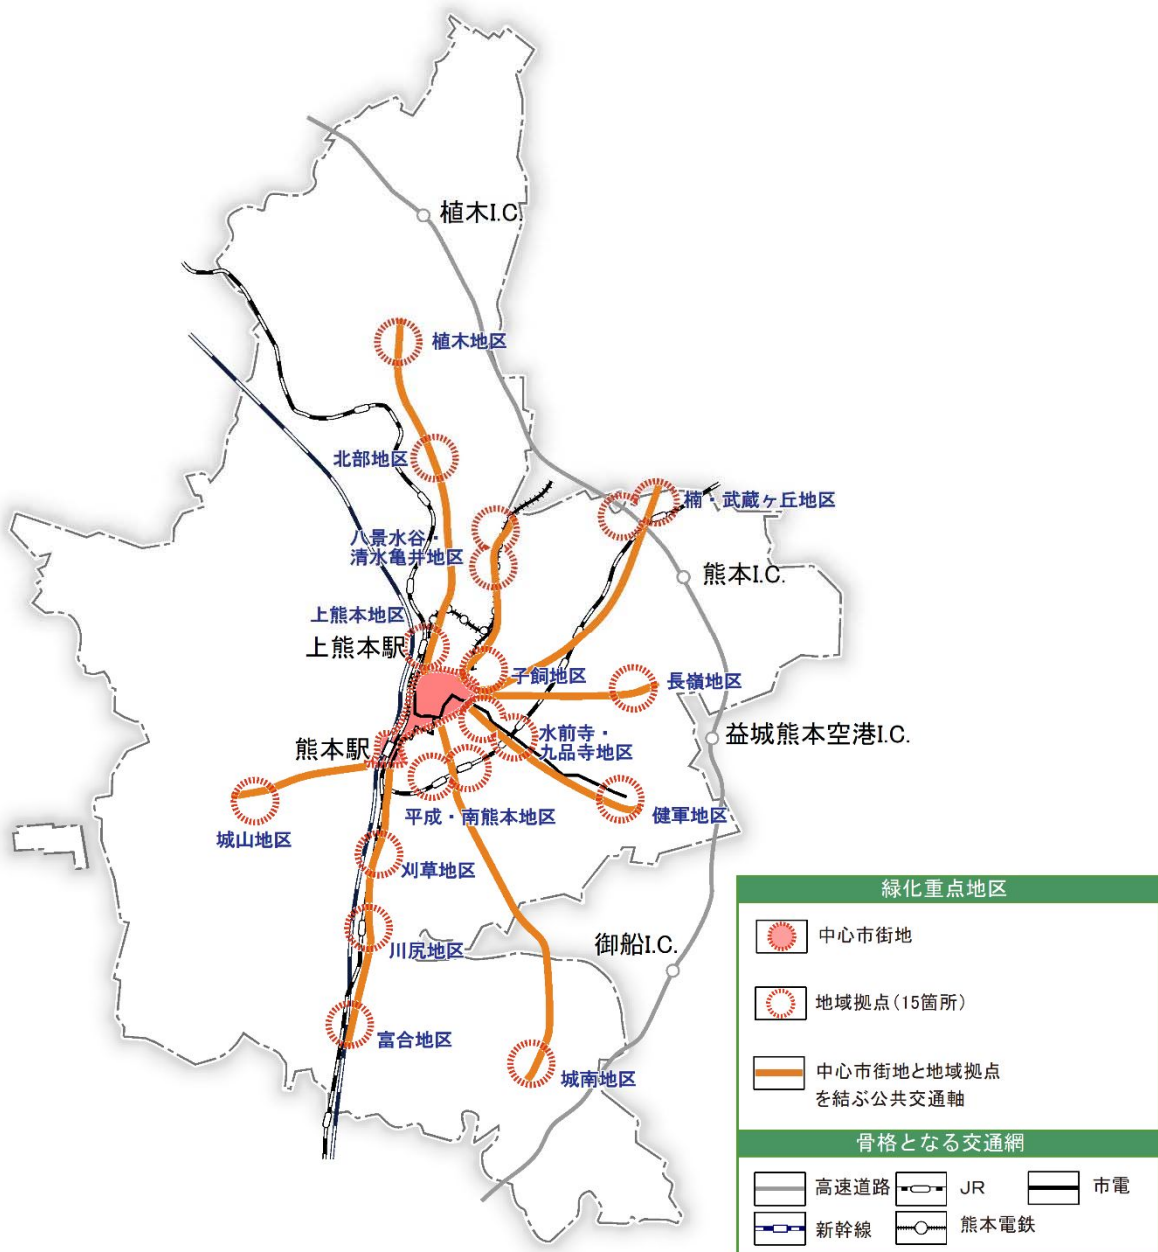 植木I.C.
植木地区
北部地区
楠・武蔵ヶ丘地区
八景水谷・
清水亀井地区
熊本I.C.
上熊本地区
上熊本駅
子飼地区
長嶺地区
水前寺・
九品寺地区
益城熊本空港I.C.
熊本駅
平成・南熊本地区
健軍地区
城山地区
刈草地区
川尻地区
御船I.C.
富合地区
城南地区
緑化重点地区
中心市街地
地域拠点(15箇所)
中心市街地と地域拠点
を結ぶ公共交通軸
骨格となる交通網
高速道路
JR
市電
新幹線
熊本電鉄